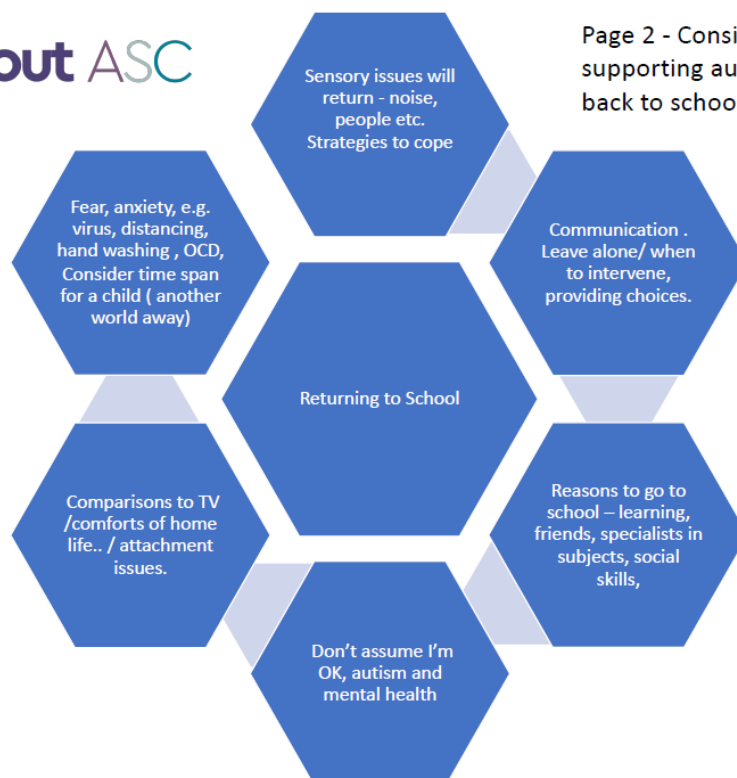 out ASC
Page 2 - Consi
supporting au
back to schoo
Sensory issues will
return - noise,
people etc.
Strategies to cope
Communication .
Leave alone/ when
to intervene,
providing choices.
Reasons to go to
school – learning,
friends, specialists in
subjects, social
skills,
Don’t assume I’m
OK, autism and
mental health
Comparisons to TV
/comforts of home
life.. / attachment
issues.
Fear, anxiety, e.g.
virus, distancing,
hand washing , OCD,
Consider time span
for a child ( another
world away)
Returning to School